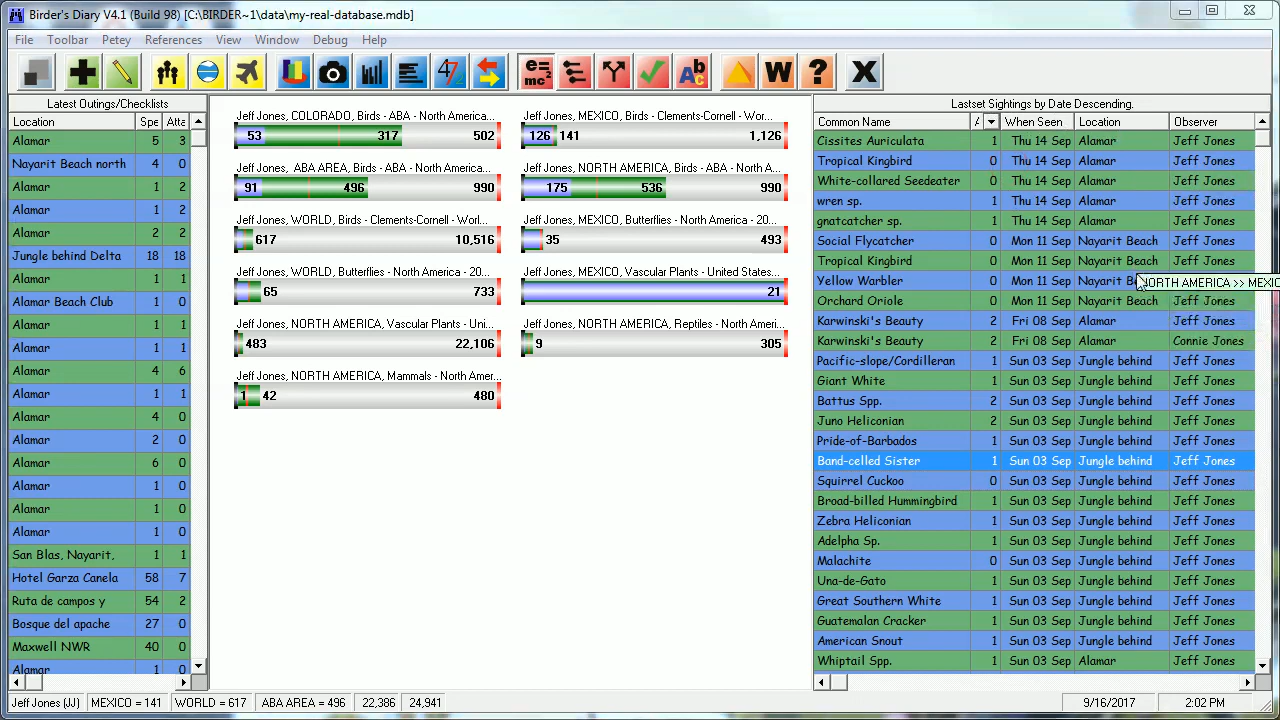 Birder's Diary V4.1 (Build 98) [C:\BIRDER~1\data\my-real-database.mdb]
File Toolbar Petey References View Window Debug Help
e=mc² 47 Abc W ? X
Latest Outings/Checklists
Location Spe Atta
Alamar 5 3
Nayarit Beach north 4 0
Alamar 1 2
Alamar 1 2
Alamar 2 2
Jungle behind Delta 18 18
Alamar 1 1
Alamar Beach Club 1 0
Alamar 1 1
Alamar 1 1
Alamar 4 6
Alamar 1 1
Alamar 4 0
Alamar 2 0
Alamar 6 0
Alamar 1 0
Alamar 1 0
Alamar 1 0
San Blas, Nayarit, 1 1
Hotel Garza Canela 58 7
Ruta de campos y 54 2
Bosque del apache 27 0
Maxwell NWR 40 0
Alamar 1 0
Jeff Jones, COLORADO, Birds - ABA - North America...
53 317 502
Jeff Jones, MEXICO, Birds - Clements-Cornell - Wor...
126 141 1,126
Jeff Jones, ABA AREA, Birds - ABA - North America...
91 496 990
Jeff Jones, NORTH AMERICA, Birds - ABA - North A...
175 536 990
Jeff Jones, WORLD, Birds - Clements-Cornell - Worl...
617 10,516
Jeff Jones, MEXICO, Butterflies - North America - 20...
35 493
Jeff Jones, WORLD, Butterflies - North America - 20...
65 733
Jeff Jones, MEXICO, Vascular Plants - United States...
21
Jeff Jones, NORTH AMERICA, Vascular Plants - Uni...
483 22,106
Jeff Jones, NORTH AMERICA, Reptiles - North Ameri...
9 305
Jeff Jones, NORTH AMERICA, Mammals - North Amer...
1 42 480
Lastset Sightings by Date Descending.
Common Name When Seen Location Observer
Cissites Auriculata 1 Thu 14 Sep Alamar Jeff Jones
Tropical Kingbird 0 Thu 14 Sep Alamar Jeff Jones
White-collared Seedeater 0 Thu 14 Sep Alamar Jeff Jones
wren sp. 1 Thu 14 Sep Alamar Jeff Jones
gnatcatcher sp. 1 Thu 14 Sep Alamar Jeff Jones
Social Flycatcher 0 Mon 11 Sep Nayarit Beach Jeff Jones
Tropical Kingbird 0 Mon 11 Sep Nayarit Beach Jeff Jones
Yellow Warbler 0 Mon 11 Sep Nayarit Jeff Jones
NORTH AMERICA >> MEXIC
Orchard Oriole 0 Mon 11 Sep Nayarit Beach Jeff Jones
Karwinski's Beauty 2 Fri 08 Sep Alamar Jeff Jones
Karwinski's Beauty 2 Fri 08 Sep Alamar Connie Jones
Pacific-slope/Cordilleran 1 Sun 03 Sep Jungle behind Jeff Jones
Giant White 1 Sun 03 Sep Jungle behind Jeff Jones
Battus Spp. 2 Sun 03 Sep Jungle behind Jeff Jones
Juno Heliconian 2 Sun 03 Sep Jungle behind Jeff Jones
Pride-of-Barbados 1 Sun 03 Sep Jungle behind Jeff Jones
Band-celled Sister 1 Sun 03 Sep Jungle behind Jeff Jones
Squirrel Cuckoo 0 Sun 03 Sep Jungle behind Jeff Jones
Broad-billed Hummingbird 1 Sun 03 Sep Jungle behind Jeff Jones
Zebra Heliconian 1 Sun 03 Sep Jungle behind Jeff Jones
Adelpha Sp. 1 Sun 03 Sep Jungle behind Jeff Jones
Malachite 0 Sun 03 Sep Jungle behind Jeff Jones
Una-de-Gato 1 Sun 03 Sep Jungle behind Jeff Jones
Great Southern White 1 Sun 03 Sep Jungle behind Jeff Jones
Guatemalan Cracker 1 Sun 03 Sep Jungle behind Jeff Jones
American Snout 1 Sun 03 Sep Jungle behind Jeff Jones
Whiptail Spp. 1 Sun 03 Sep Alamar Jeff Jones
Jeff Jones (JJ) MEXICO = 141 WORLD = 617 ABA AREA = 496 22,386 24,941 9/16/2017 2:02 PM